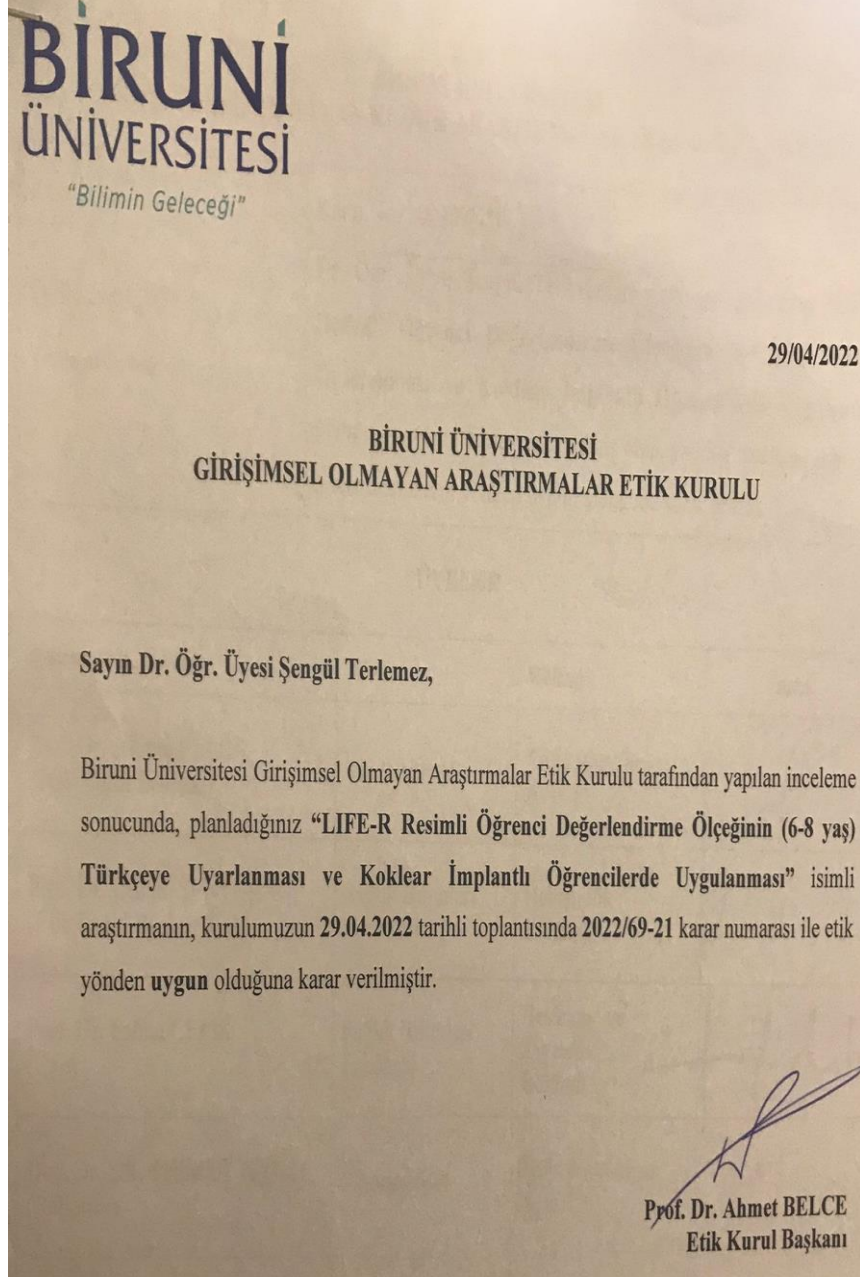 BİRUNİ
ÜNİVERSİTESİ
“Bilimin Geleceği”
29/04/2022
BİRUNİ ÜNİVERSİTESİ
GİRİŞİMSEL OLMAYAN ARAŞTIRMALAR ETİK KURULU
Sayın Dr. Öğr. Üyesi Şengül Terlemez,
Biruni Üniversitesi Girişimsel Olmayan Araştırmalar Etik Kurulu tarafından yapılan inceleme
sonucunda, planladığınız “LIFE-R Resimli Öğrenci Değerlendirme Ölçeğinin (6-8 yaş)
Türkçeye Uyarlanması ve Koklear İmplantlı Öğrencilerde Uygulanması” isimli
araştırmanın, kurulumuzun 29.04.2022 tarihli toplantısında 2022/69-21 karar numarası ile etik
yönden uygun olduğuna karar verilmiştir.
Prof. Dr. Ahmet BELCE
Etik Kurul Başkanı